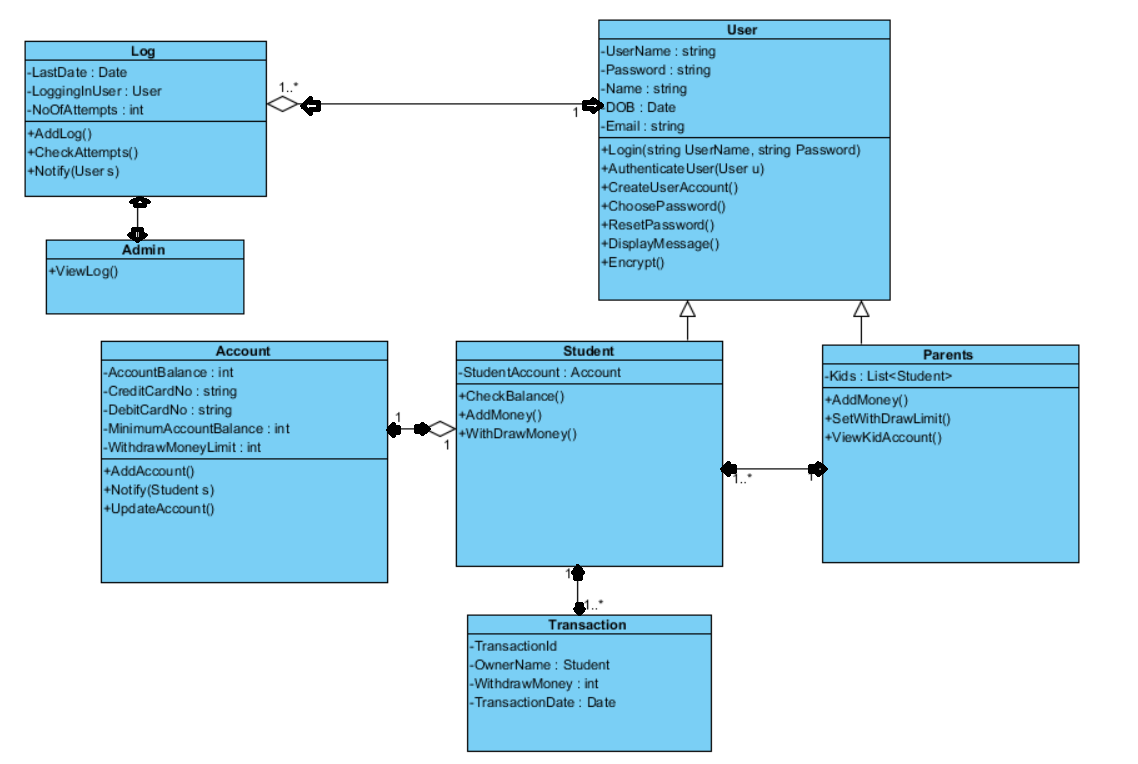 Log
-LastDate : Date
-LoggingInUser : User
-NoOfAttempts : int
+AddLog()
+CheckAttempts()
+Notify(User s)
1..*
1
User
-UserName : string
-Password : string
-Name : string
-DOB : Date
-Email : string
+Login(string UserName, string Password)
+AuthenticateUser(User u)
+CreateUserAccount()
+ChoosePassword()
+ResetPassword()
+DisplayMessage()
+Encrypt()
Admin
+ViewLog()
Account
-AccountBalance : int
-CreditCardNo : string
-DebitCardNo : string
-MinimumAccountBalance : int
-WithdrawMoneyLimit : int
+AddAccount()
+Notify(Student s)
+UpdateAccount()
1
1
Student
-StudentAccount : Account
+CheckBalance()
+AddMoney()
+WithDrawMoney()
1..*
1
Parents
-Kids : List<Student>
+AddMoney()
+SetWithDrawLimit()
+ViewKidAccount()
1
1..*
Transaction
-TransactionId
-OwnerName : Student
-WithdrawMoney : int
-TransactionDate : Date